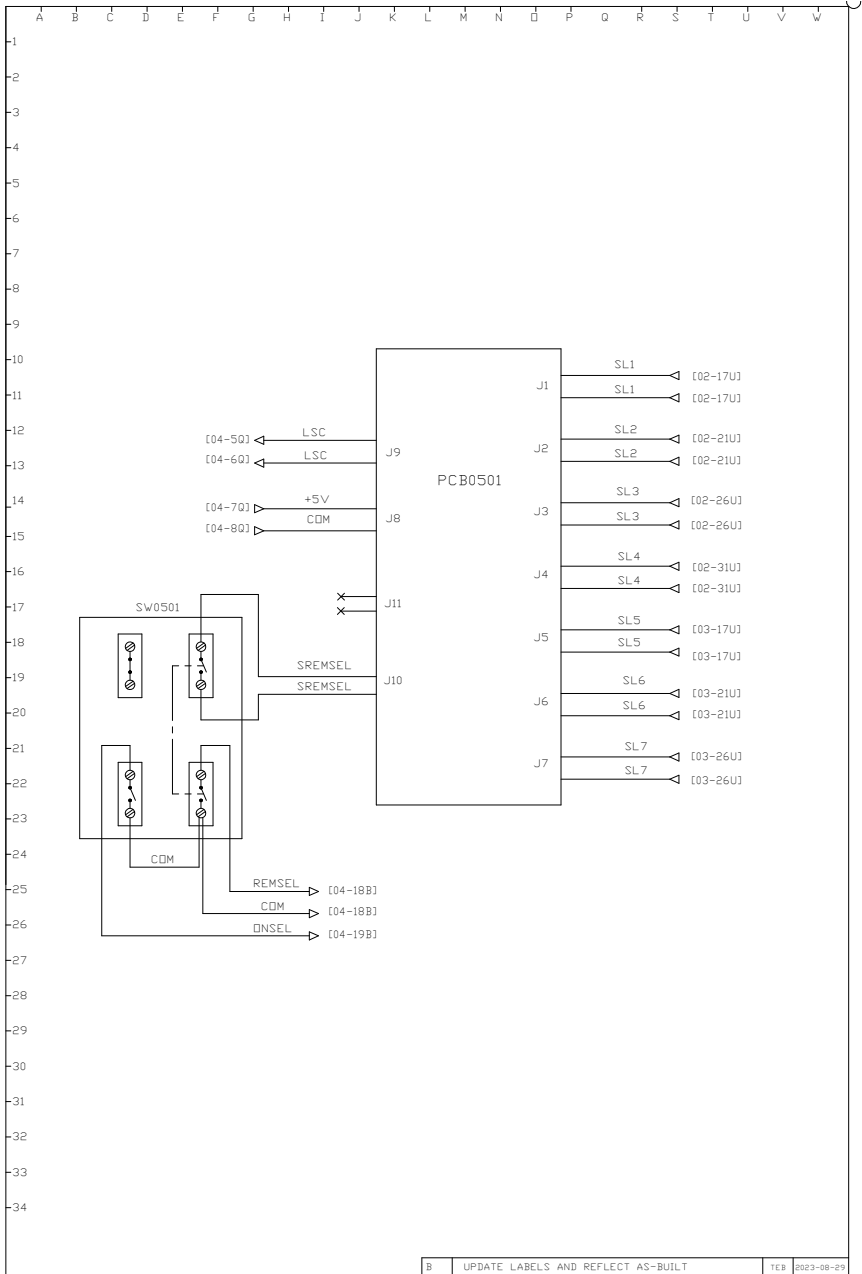 A B C D E F G H I J K L M N O P Q R S T U V W
1
2
3
4
5
6
7
8
9
10
11
12
13
14
15
16
17
18
19
20
21
22
23
24
25
26
27
28
29
30
31
32
33
34
PCB0501
J1
J2
J3
J4
J5
J6
J7
J9
J8
J11
J10
SL1 [02-17U]
SL1 [02-17U]
SL2 [02-21U]
SL2 [02-21U]
SL3 [02-26U]
SL3 [02-26U]
SL4 [02-31U]
SL4 [02-31U]
SL5 [03-17U]
SL5 [03-17U]
SL6 [03-21U]
SL6 [03-21U]
SL7 [03-26U]
SL7 [03-26U]
[04-5Q] LSC
[04-6Q] LSC
[04-7Q] +5V
[04-8Q] COM
SW0501
SREMSEL
SREMSEL
COM
REMSEL [04-18B]
COM [04-18B]
ONSEL [04-19B]
B UPDATE LABELS AND REFLECT AS-BUILT TEB 2023-08-29